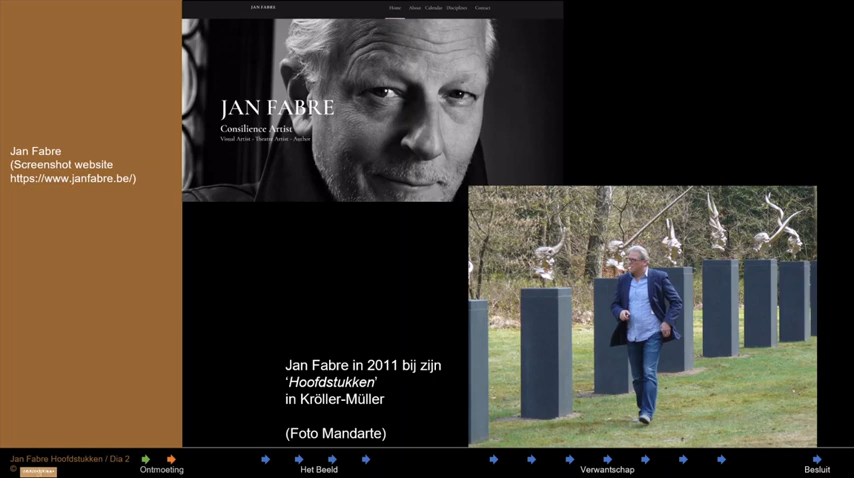 JAN FABRE
Home About Calendar Disciplines Contact
JAN FABRE
Consilience Artist
Visual Artist - Theatre Artist - Author
Jan Fabre
(Screenshot website
https://www.janfabre.be/)
Jan Fabre in 2011 bij zijn
‘Hoofdstukken’
in Kröller-Müller
(Foto Mandarte)
Jan Fabre Hoofdstukken / Dia 2
©
Ontmoeting
Het Beeld
Verwantschap
Besluit